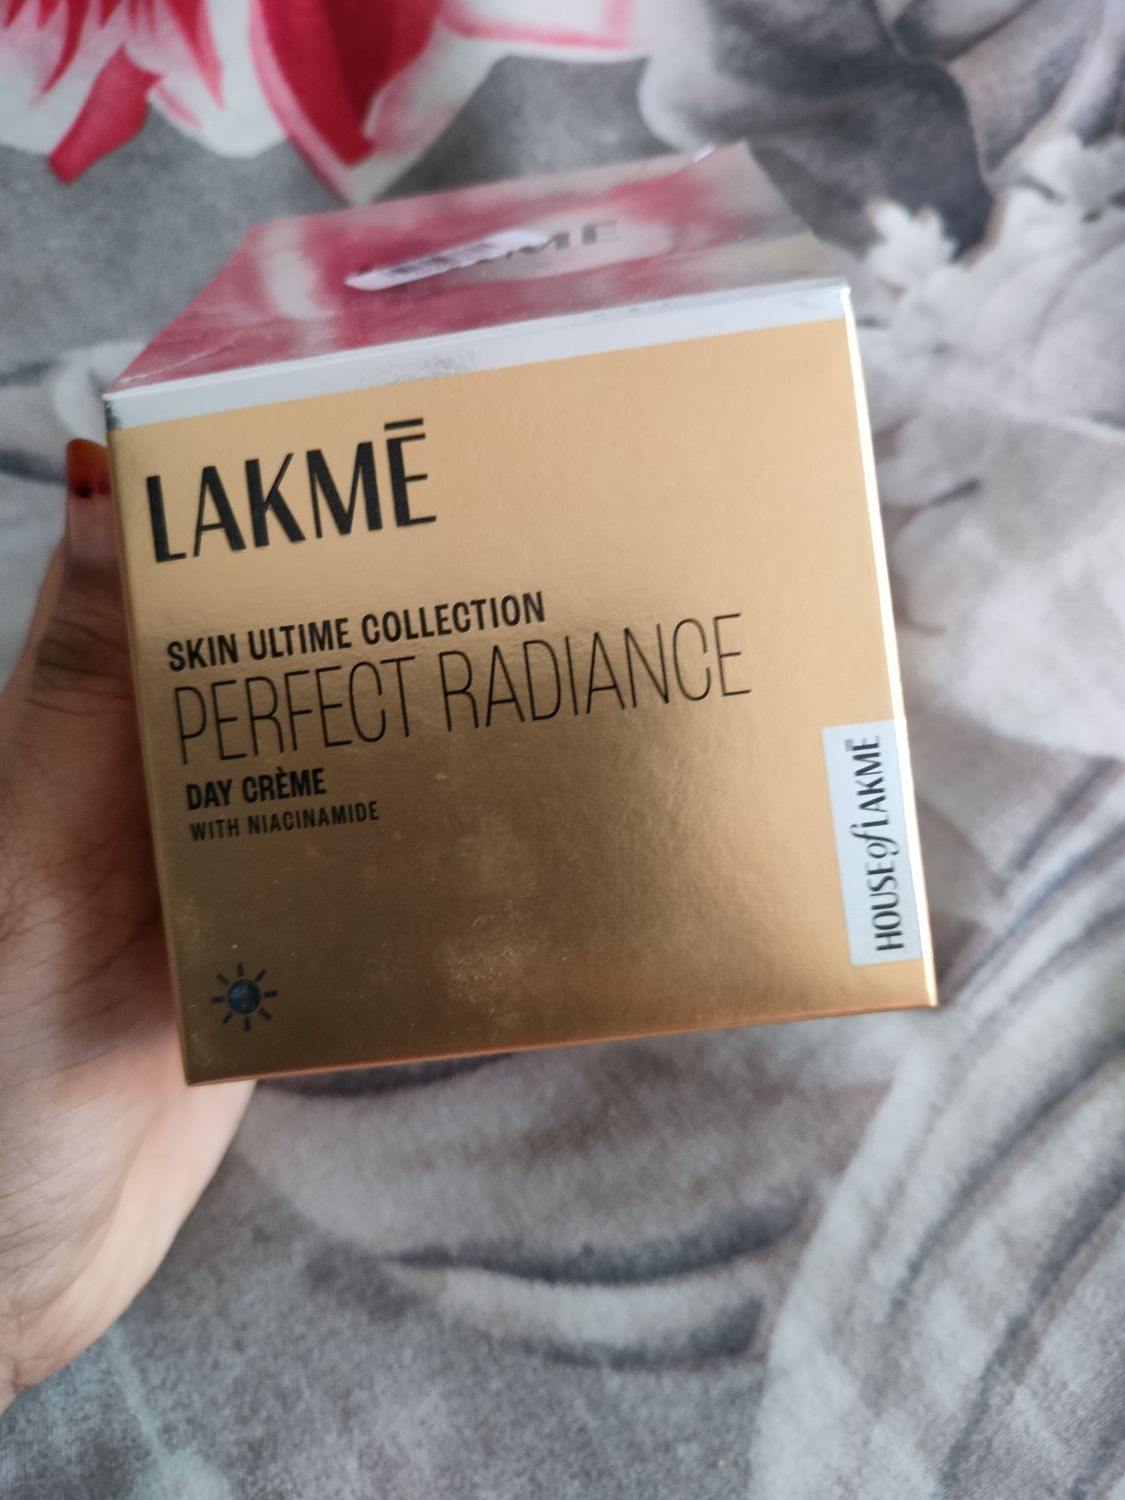 LAKMĒ
SKIN ULTIME COLLECTION
PERFECT RADIANCE
DAY CRÈME
WITH NIACINAMIDE
HOUSE of LAKMĒ